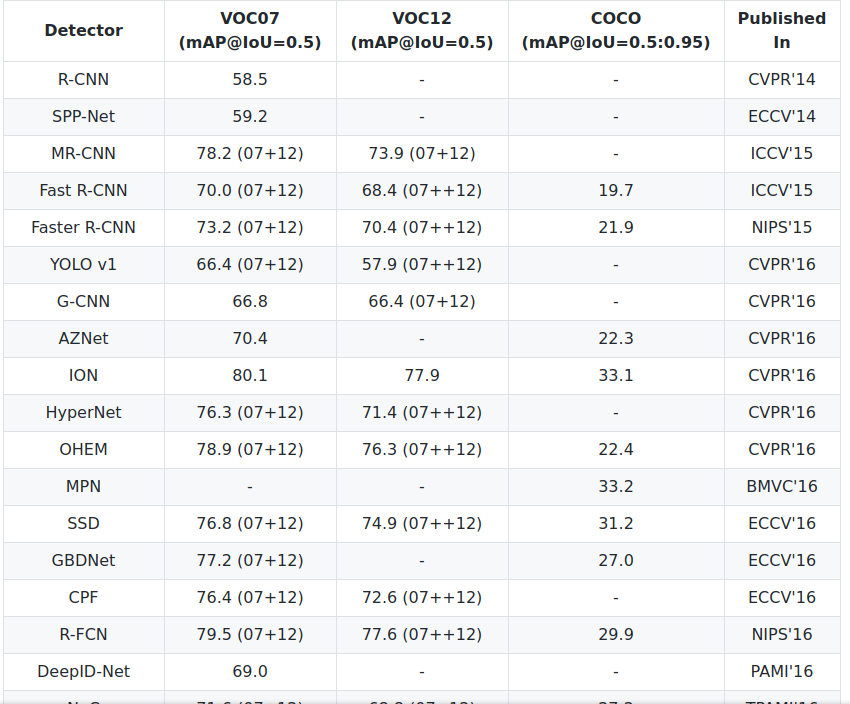 Detector VOC07 (mAP@IoU=0.5) VOC12 (mAP@IoU=0.5) COCO (mAP@IoU=0.5:0.95) Published In
R-CNN 58.5 - - CVPR'14
SPP-Net 59.2 - - ECCV'14
MR-CNN 78.2 (07+12) 73.9 (07+12) - ICCV'15
Fast R-CNN 70.0 (07+12) 68.4 (07++12) 19.7 ICCV'15
Faster R-CNN 73.2 (07+12) 70.4 (07++12) 21.9 NIPS'15
YOLO v1 66.4 (07+12) 57.9 (07++12) - CVPR'16
G-CNN 66.8 66.4 (07+12) - CVPR'16
AZNet 70.4 - 22.3 CVPR'16
ION 80.1 77.9 33.1 CVPR'16
HyperNet 76.3 (07+12) 71.4 (07++12) - CVPR'16
OHEM 78.9 (07+12) 76.3 (07++12) 22.4 CVPR'16
MPN - - 33.2 BMVC'16
SSD 76.8 (07+12) 74.9 (07++12) 31.2 ECCV'16
GBDNet 77.2 (07+12) - 27.0 ECCV'16
CPF 76.4 (07+12) 72.6 (07++12) - ECCV'16
R-FCN 79.5 (07+12) 77.6 (07++12) 29.9 NIPS'16
DeepID-Net 69.0 - - PAMI'16